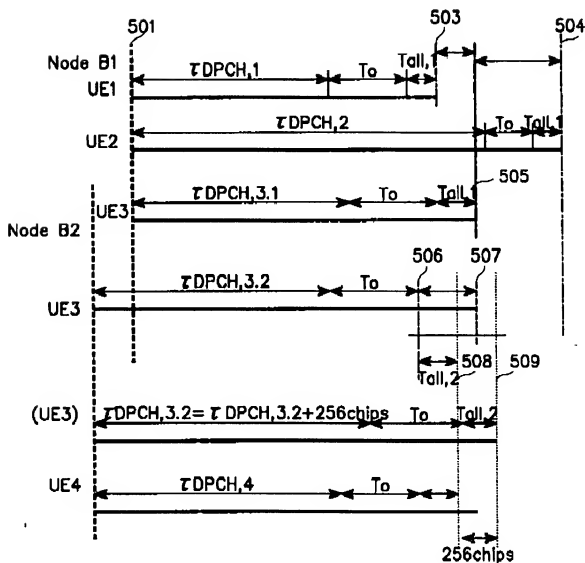 501
503
504
Node B1
τDPCH,1
To
Tall,1
UE1
τDPCH,2
To
Tall,1
UE2
505
τDPCH,3.1
To
Tall,1
UE3
Node B2
506
507
τDPCH,3.2
To
UE3
Tall,2
508
509
(UE3)
τDPCH,3.2= τDPCH,3.2+256chips
To
Tall,2
τDPCH,4
To
UE4
256chips